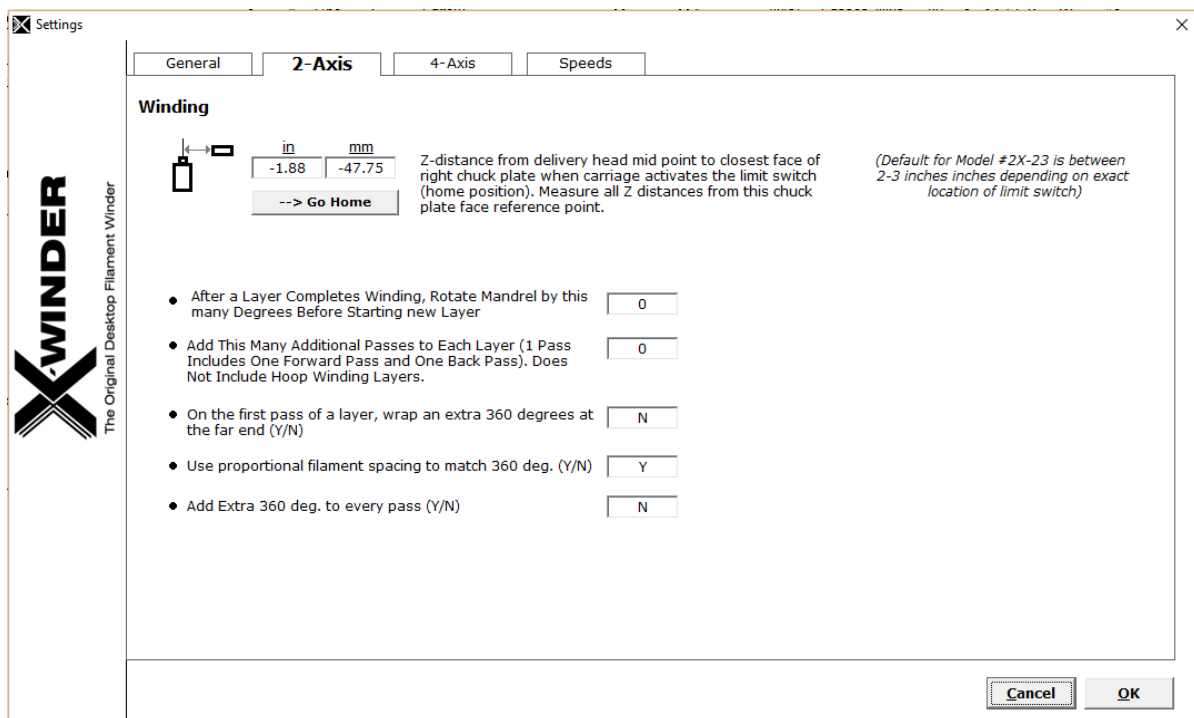 Settings
General
2-Axis
4-Axis
Speeds
Winding
in
mm
-1.88
-47.75
--> Go Home
Z-distance from delivery head mid point to closest face of
right chuck plate when carriage activates the limit switch
(home position). Measure all Z distances from this chuck
plate face reference point.
(Default for Model #2X-23 is between
2-3 inches inches depending on exact
location of limit switch)
After a Layer Completes Winding, Rotate Mandrel by this
many Degrees Before Starting new Layer
0
Add This Many Additional Passes to Each Layer (1 Pass
Includes One Forward Pass and One Back Pass). Does
Not Include Hoop Winding Layers.
0
On the first pass of a layer, wrap an extra 360 degrees at
the far end (Y/N)
N
Use proportional filament spacing to match 360 deg. (Y/N)
Y
Add Extra 360 deg. to every pass (Y/N)
N
X-WINDER
The Original Desktop Filament Winder
Cancel
OK